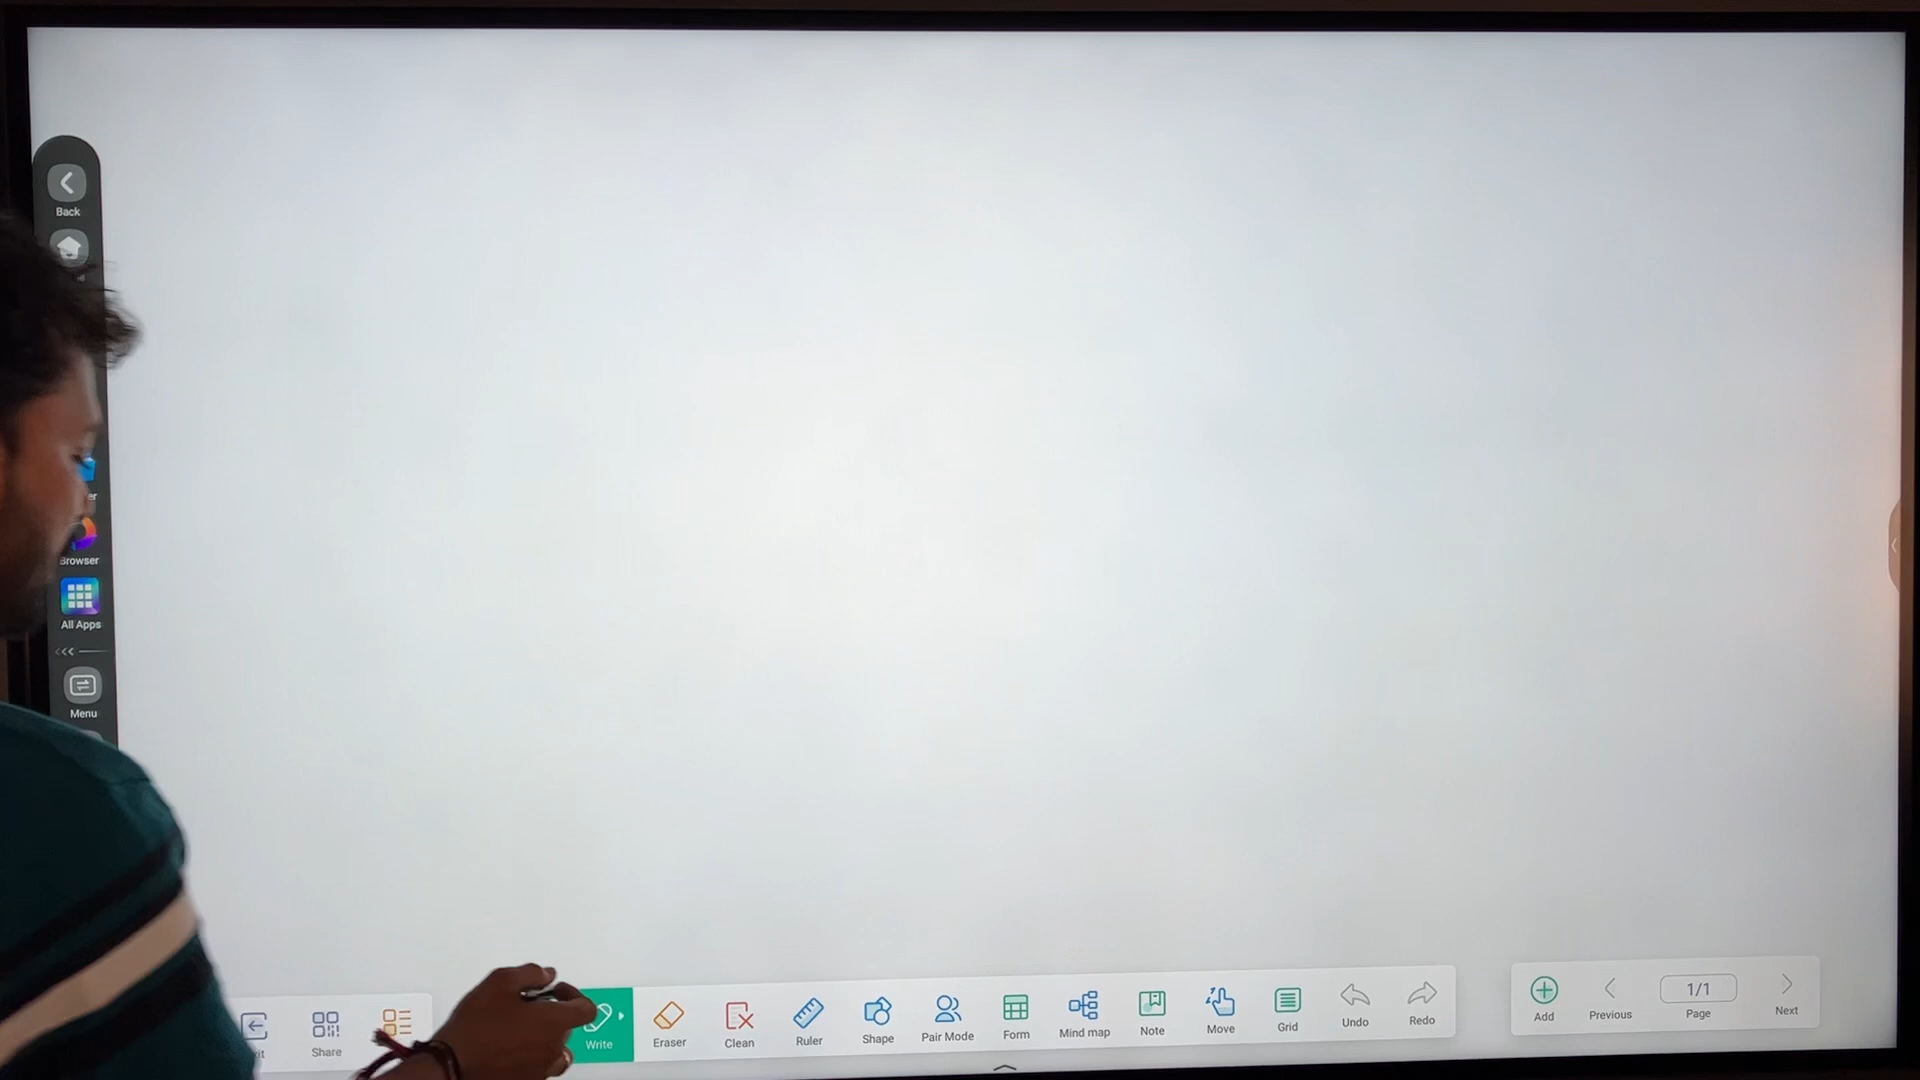 Back
Browser
All Apps
Menu
Share
Write
Eraser
Clean
Ruler
Shape
Pair Mode
Form
Mind map
Note
Move
Grid
Undo
Redo
Add
Previous
1/1
Page
Next